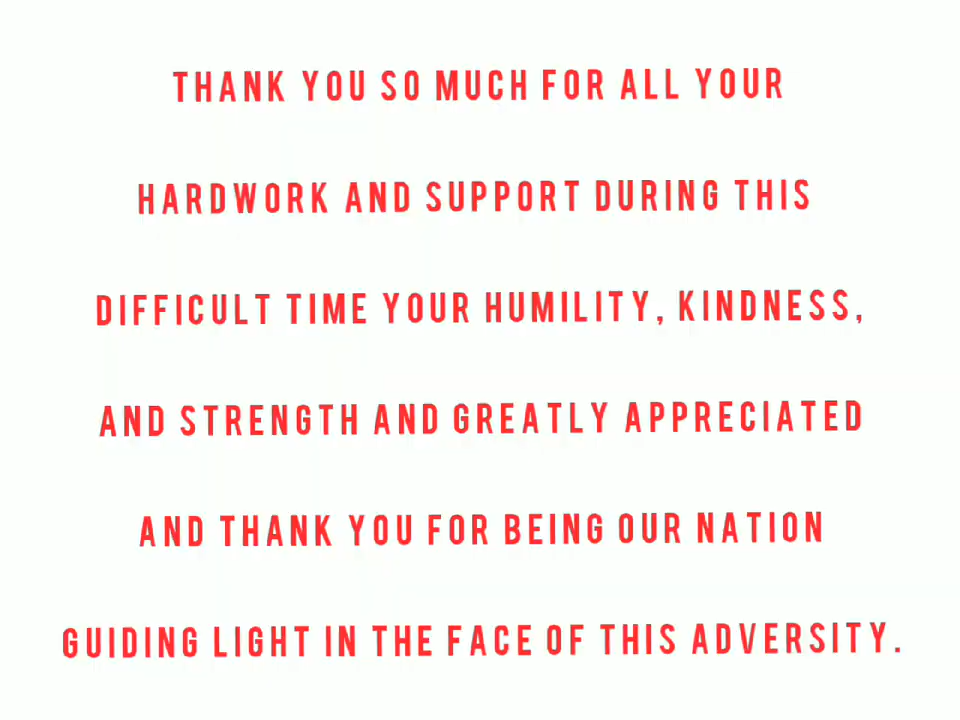 THANK YOU SO MUCH FOR ALL YOUR
HARDWORK AND SUPPORT DURING THIS
DIFFICULT TIME YOUR HUMILITY, KINDNESS,
AND STRENGTH AND GREATLY APPRECIATED
AND THANK YOU FOR BEING OUR NATION
GUIDING LIGHT IN THE FACE OF THIS ADVERSITY.